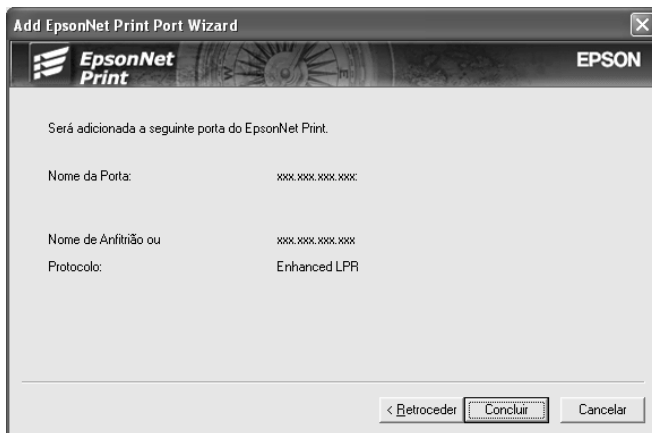 Add EpsonNet Print Port Wizard
EpsonNet
Print
EPSON
Será adicionada a seguinte porta do EpsonNet Print.
Nome da Porta: xxx.xxx.xxx.xxx:
Nome de Anfitrião ou xxx.xxx.xxx.xxx
Protocolo: Enhanced LPR
< Retroceder Concluir Cancelar